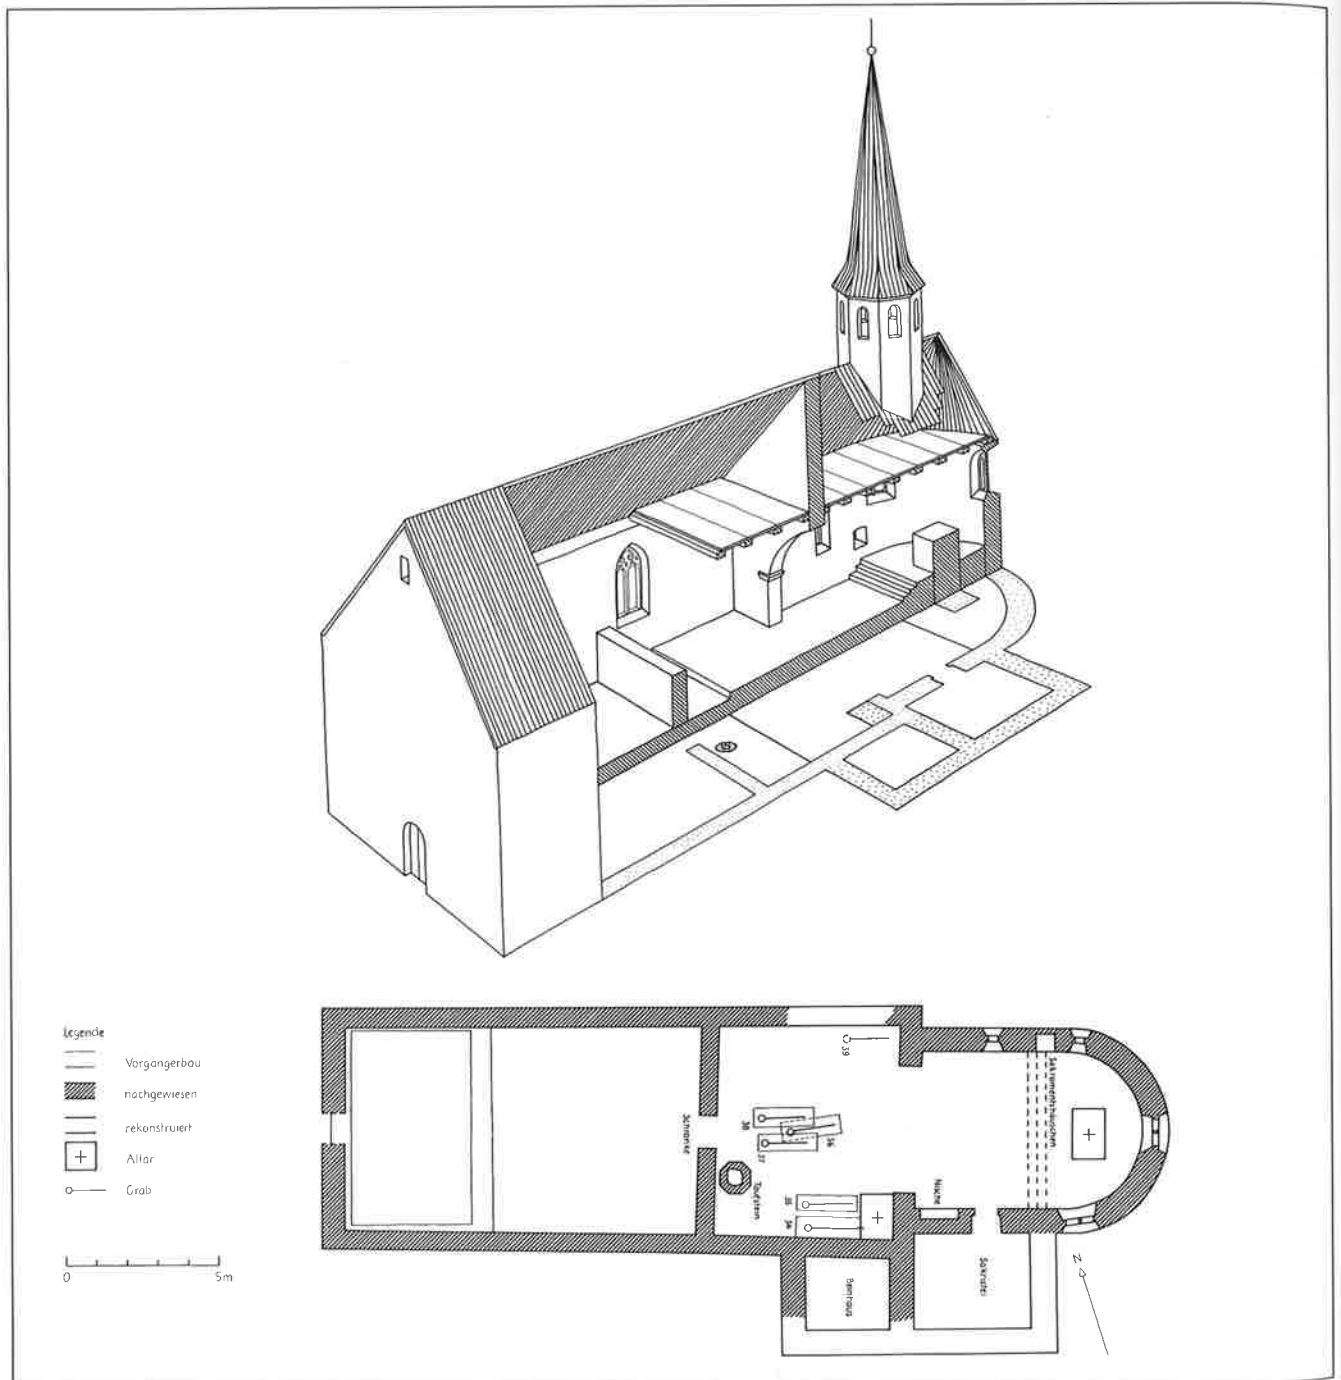 Legende
Vorgängerbau
nachgewiesen
rekonstruiert
Altar
Grab
0 5m
Schranke
Taufstein
38
36
37
35
34
39
Nische
Sakramentshäuschen
Beinhaus
Sakristei
N